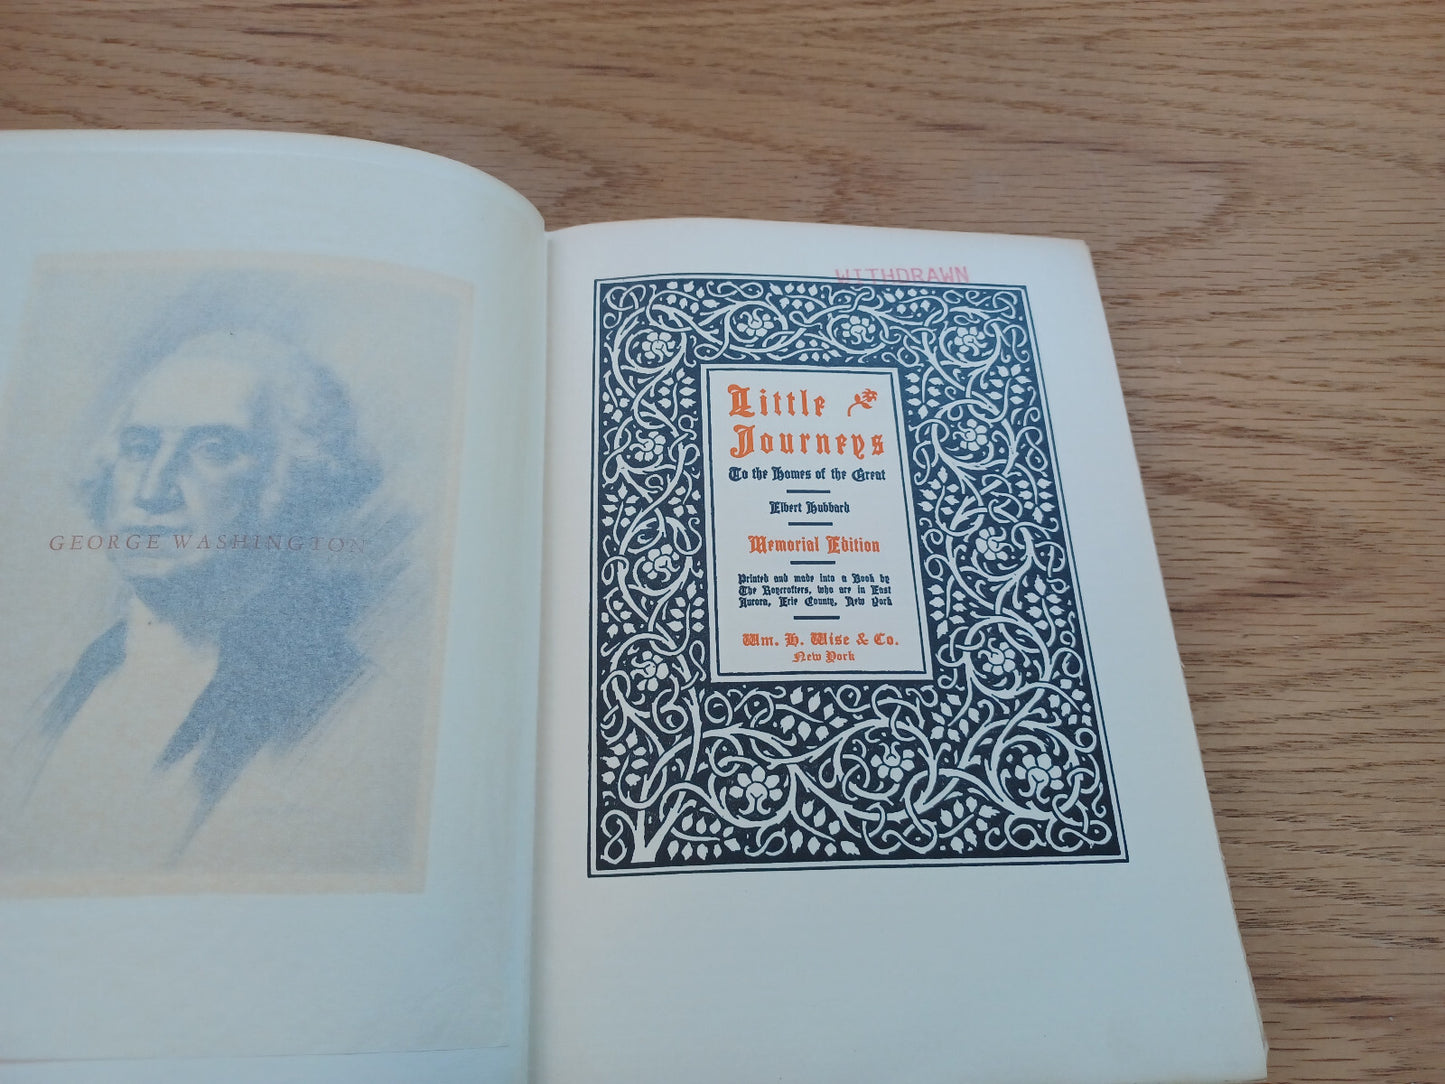 GEORGE WASHINGTON
WITHDRAWN
Little
Journeys
To the Homes of the Great
Elbert Hubbard
Memorial Edition
Printed and made into a Book by
The Roycrofters, who are in East
Aurora, Erie County, New York
Wm. H. Wise & Co.
New York